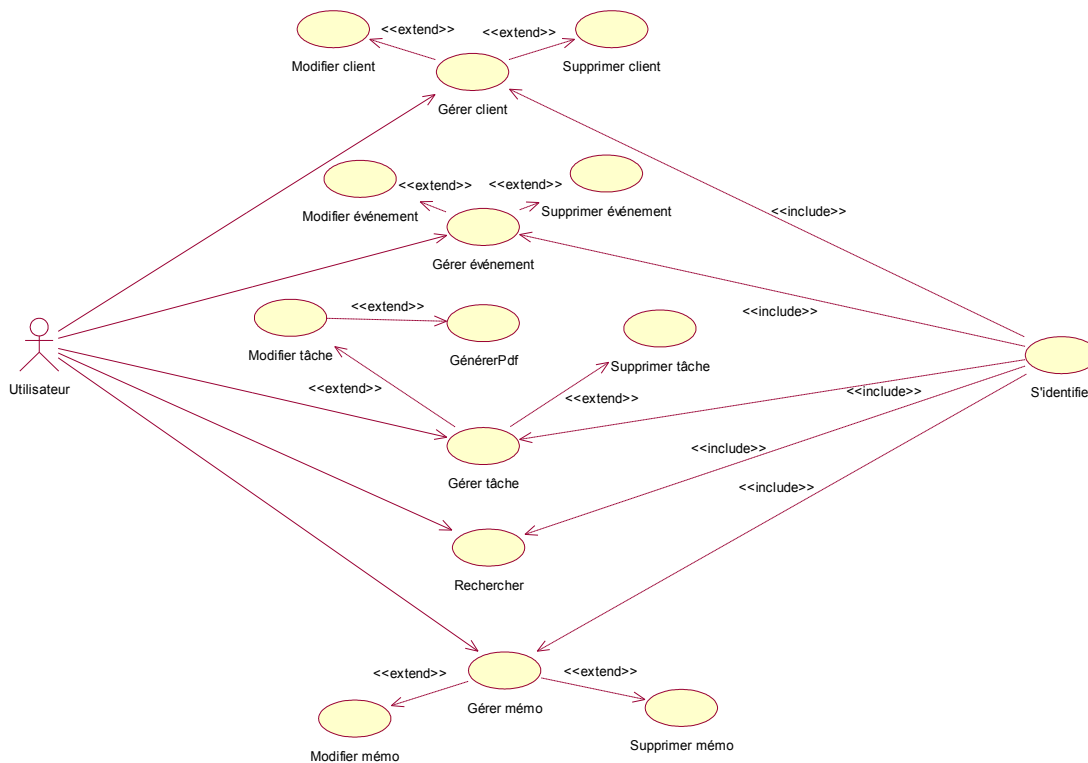 <<extend>>
<<extend>>
Modifier client
Supprimer client
Gérer client
<<extend>>
<<extend>>
Modifier événement
Supprimer événement
<<include>>
Gérer événement
<<extend>>
<<include>>
Modifier tâche
GénérerPdf
Supprimer tâche
Utilisateur
<<extend>>
<<extend>>
<<include>>
S'identifie
<<include>>
Gérer tâche
<<include>>
Rechercher
<<extend>>
<<extend>>
Gérer mémo
Modifier mémo
Supprimer mémo